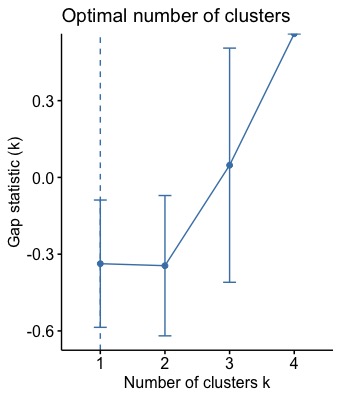 Optimal number of clusters
Gap statistic (k)
0.3
0.0
-0.3
-0.6
1 2 3 4
Number of clusters k